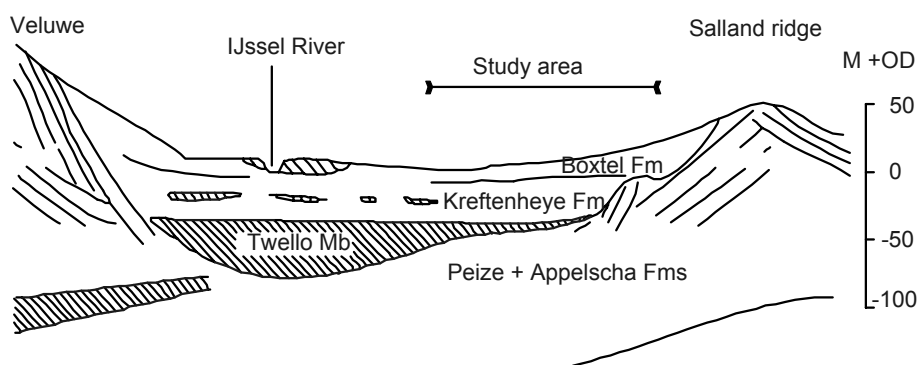 Veluwe
Salland ridge
IJssel River
M +OD
Study area
50
Boxtel Fm
0
Kreftenheye Fm
Twello Mb
-50
Peize + Appelscha Fms
-100